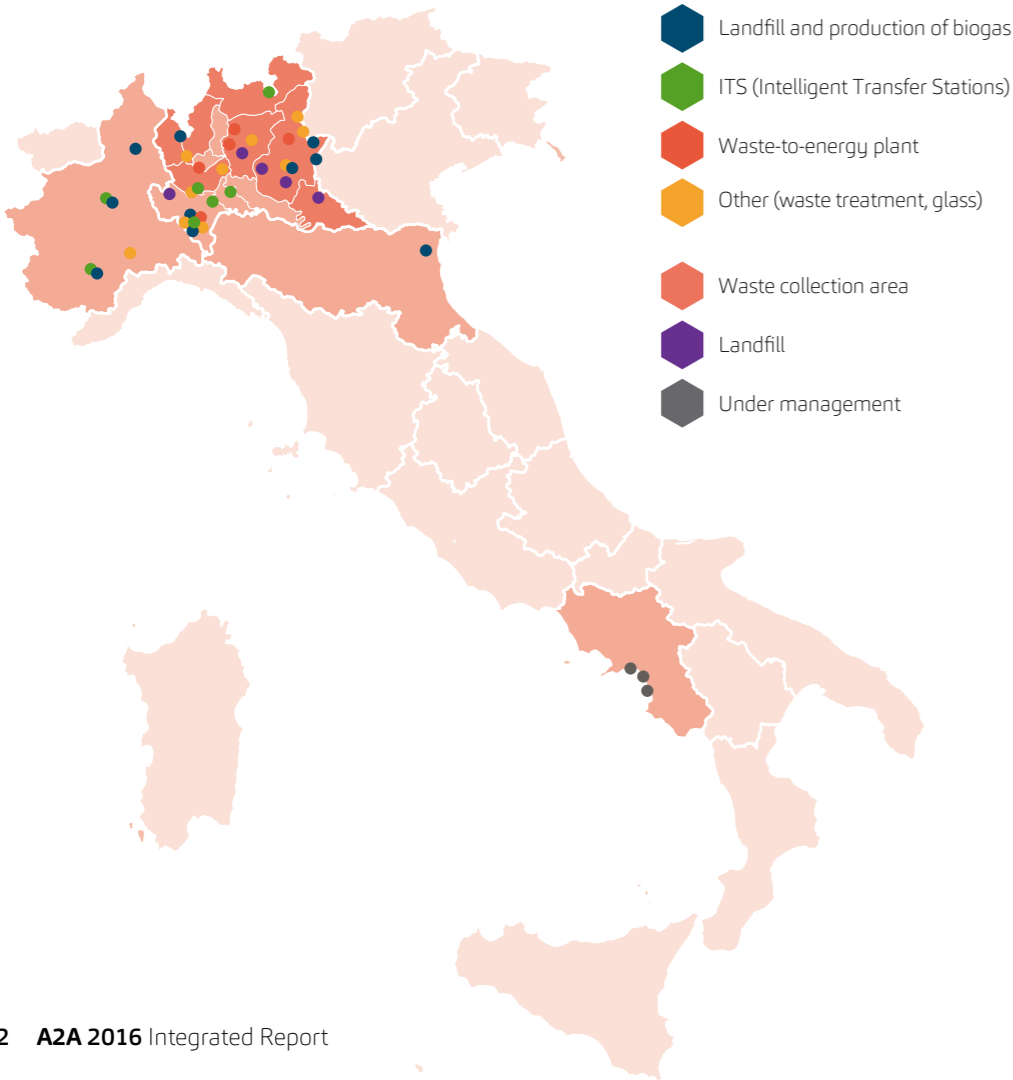 Landfill and production of biogas
ITS (Intelligent Transfer Stations)
Waste-to-energy plant
Other (waste treatment, glass)
Waste collection area
Landfill
Under management
2 A2A 2016 Integrated Report